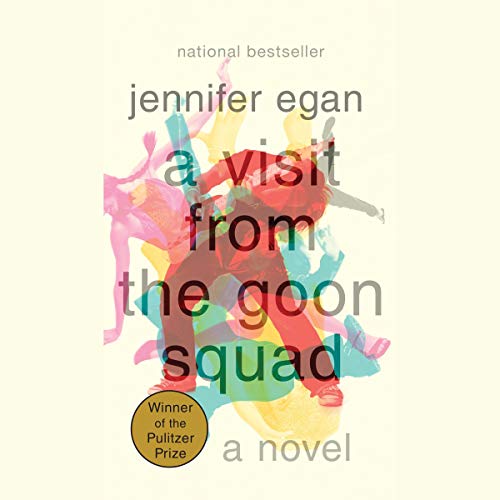 national bestseller
jennifer egan
a visit
from
the goon
squad
Winner
of the
Pulitzer
Prize
a novel